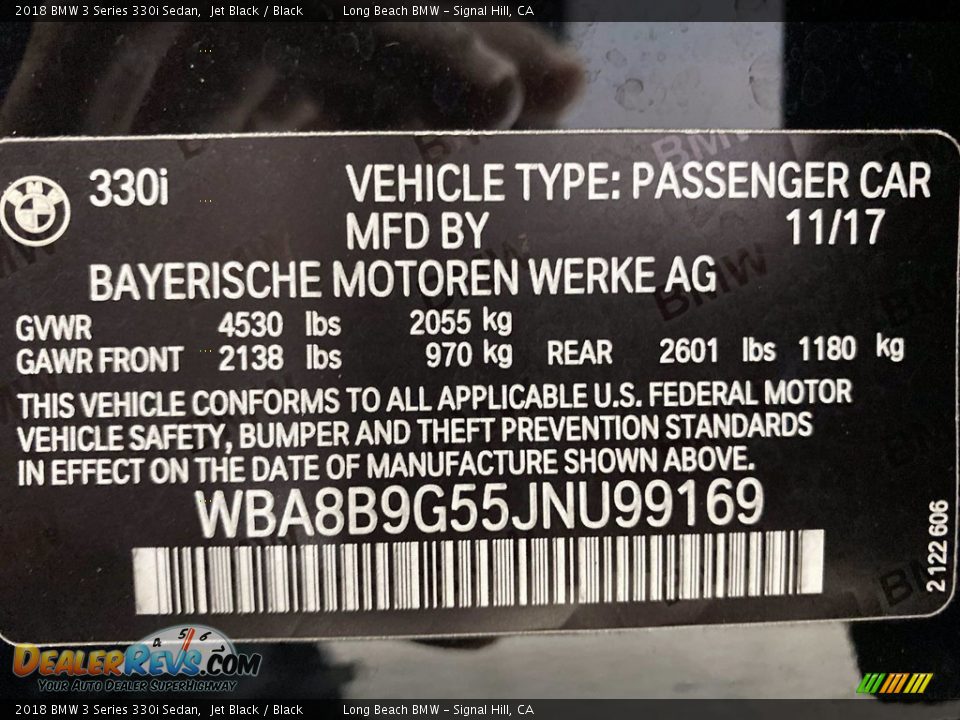 2018 BMW 3 Series 330i Sedan, Jet Black / Black Long Beach BMW - Signal Hill, CA
BMW
330i VEHICLE TYPE: PASSENGER CAR
MFD BY 11/17
BAYERISCHE MOTOREN WERKE AG
GVWR 4530 lbs 2055 kg
GAWR FRONT 2138 lbs 970 kg REAR 2601 lbs 1180 kg
THIS VEHICLE CONFORMS TO ALL APPLICABLE U.S. FEDERAL MOTOR
VEHICLE SAFETY, BUMPER AND THEFT PREVENTION STANDARDS
IN EFFECT ON THE DATE OF MANUFACTURE SHOWN ABOVE.
WBA8B9G55JNU99169
2 122 606
DEALERREVS.COM
YOUR AUTO DEALER SUPERHIGHWAY
2018 BMW 3 Series 330i Sedan, Jet Black / Black Long Beach BMW - Signal Hill, CA